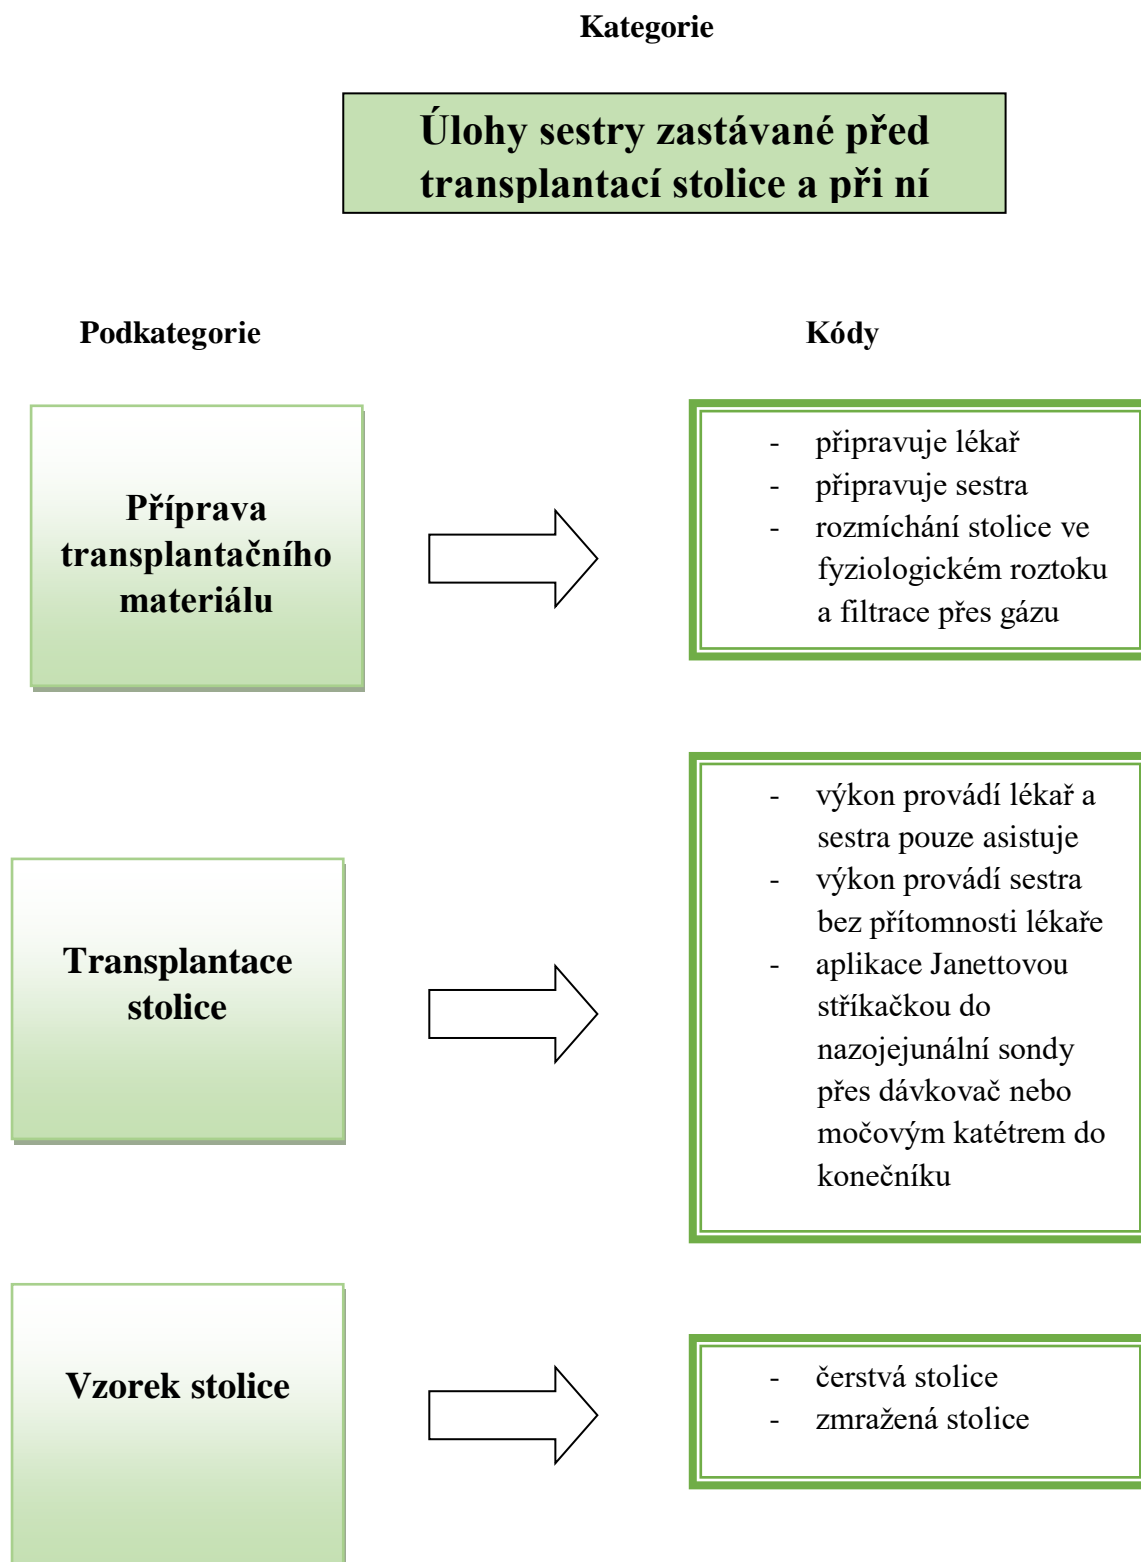 Kategorie
Úlohy sestry zastávané před
transplantací stolice a při ní
Podkategorie
Kódy
Příprava
transplantačního
materiálu
- připravuje lékař
- připravuje sestra
- rozmíchání stolice ve
fyziologickém roztoku
a filtrace přes gázu
Transplantace
stolice
- výkon provádí lékař a
sestra pouze asistuje
- výkon provádí sestra
bez přítomnosti lékaře
- aplikace Janettovou
stříkačkou do
nazojejunální sondy
přes dávkovač nebo
močovým katétrem do
konečníku
Vzorek stolice
- čerstvá stolice
- zmražená stolice